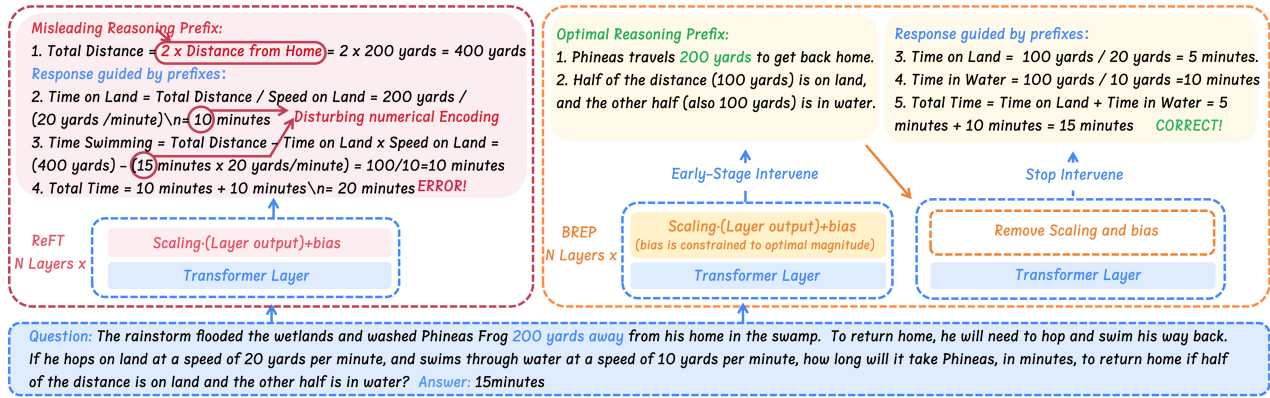 Misleading Reasoning Prefix:
1. Total Distance = 2 x Distance from Home = 2 x 200 yards = 400 yards
Response guided by prefixes:
2. Time on Land = Total Distance / Speed on Land = 200 yards /
(20 yards /minute)\n= 10 minutes
Disturbing numerical Encoding
3. Time Swimming = Total Distance - Time on Land x Speed on Land =
(400 yards) - (15 minutes x 20 yards/minute) = 100/10=10 minutes
4. Total Time = 10 minutes + 10 minutes\n= 20 minutes ERROR!
ReFT
N Layers x
Scaling·(Layer output)+bias
Transformer Layer
Optimal Reasoning Prefix:
1. Phineas travels 200 yards to get back home.
2. Half of the distance (100 yards) is on land,
and the other half (also 100 yards) is in water.
Response guided by prefixes:
3. Time on Land = 100 yards / 20 yards = 5 minutes.
4. Time in Water = 100 yards / 10 yards =10 minutes
5. Total Time = Time on Land + Time in Water = 5
minutes + 10 minutes = 15 minutes CORRECT!
Early-Stage Intervene
Stop Intervene
BREP
N Layers x
Scaling·(Layer output)+bias
(bias is constrained to optimal magnitude)
Transformer Layer
Remove Scaling and bias
Transformer Layer
Question: The rainstorm flooded the wetlands and washed Phineas Frog 200 yards away from his home in the swamp. To return home, he will need to hop and swim his way back.
If he hops on land at a speed of 20 yards per minute, and swims through water at a speed of 10 yards per minute, how long will it take Phineas, in minutes, to return home if half
of the distance is on land and the other half is in water? Answer: 15minutes